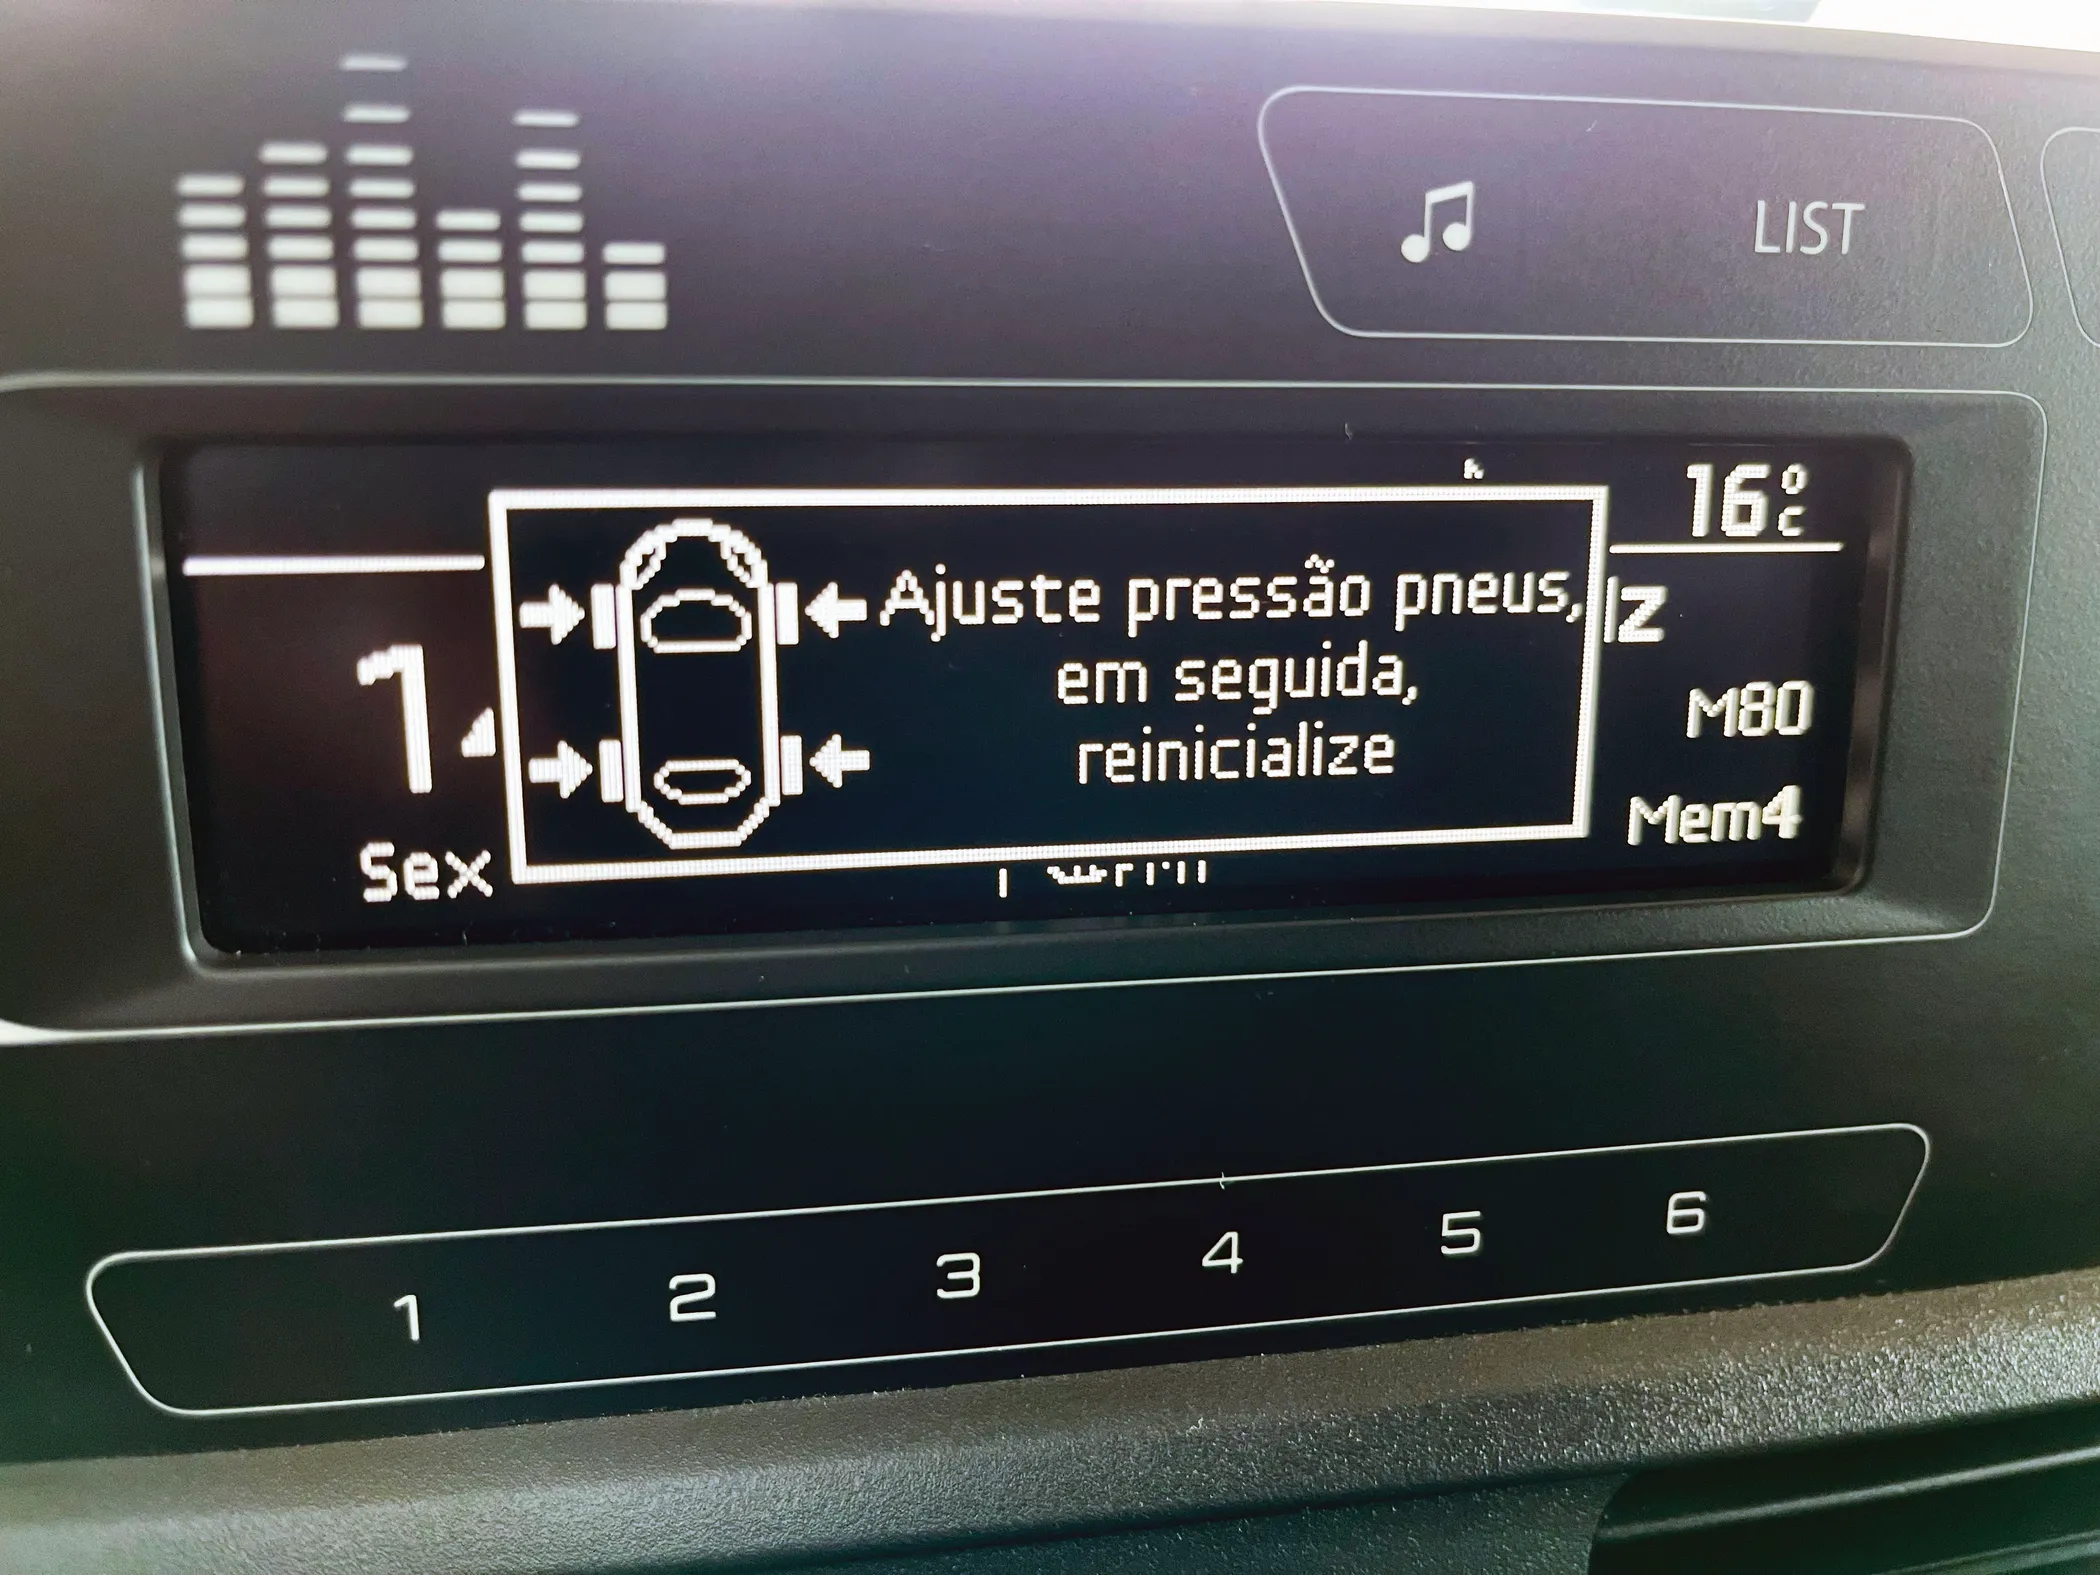 LIST
16°C
Ajuste pressão pneus,
em seguida,
reinicialize
M80
Mem4
Sex
1 2 3 4 5 6